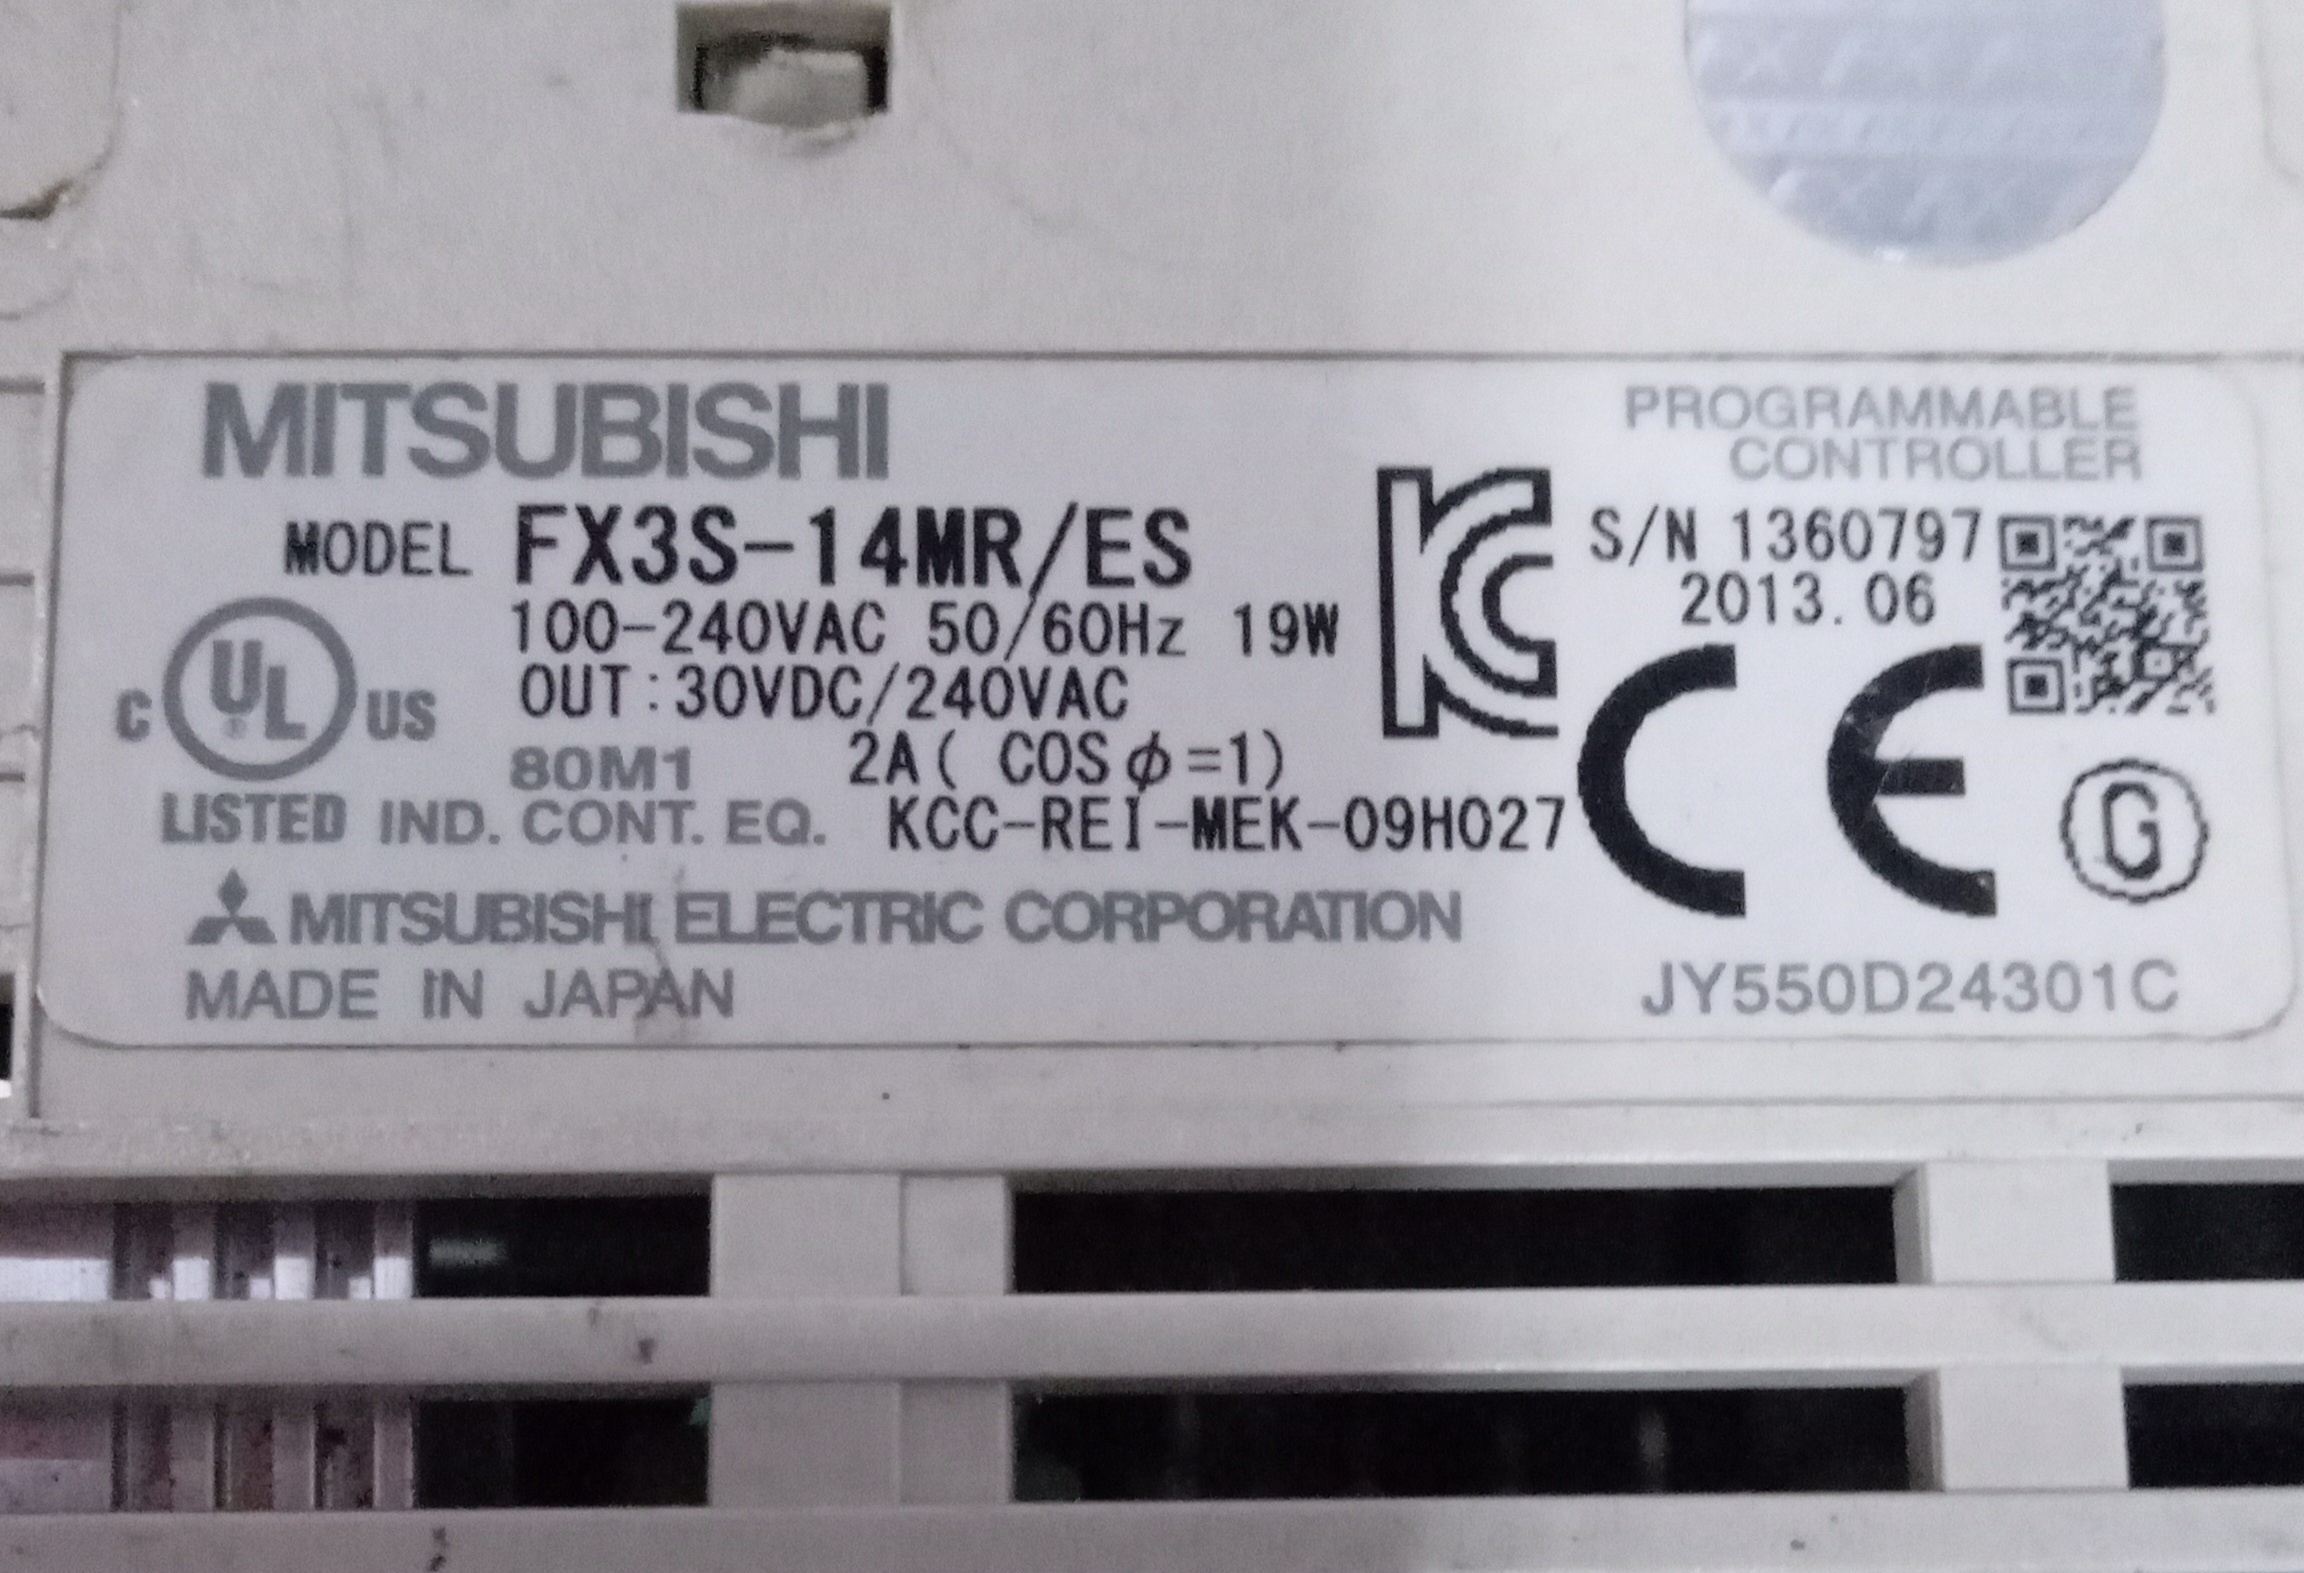 MITSUBISHI
PROGRAMMABLE
CONTROLLER
MODEL FX3S-14MR/ES
S/N 1360797
2013.06
100-240VAC 50/60Hz 19W
OUT:30VDC/240VAC
2A( COSϕ=1)
C UL US
80M1
LISTED IND. CONT. EQ.
KCC-REI-MEK-09H027
KC
CE
G
MITSUBISHI ELECTRIC CORPORATION
MADE IN JAPAN
JY550D24301C